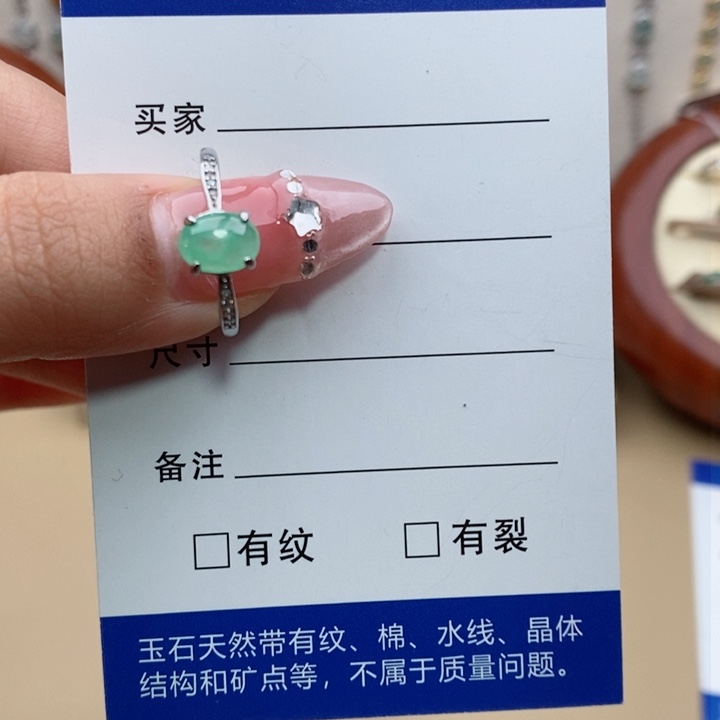 买家
尺寸
备注
□有纹 □有裂
玉石天然带有纹、棉、水线、晶体
结构和矿点等，不属于质量问题。